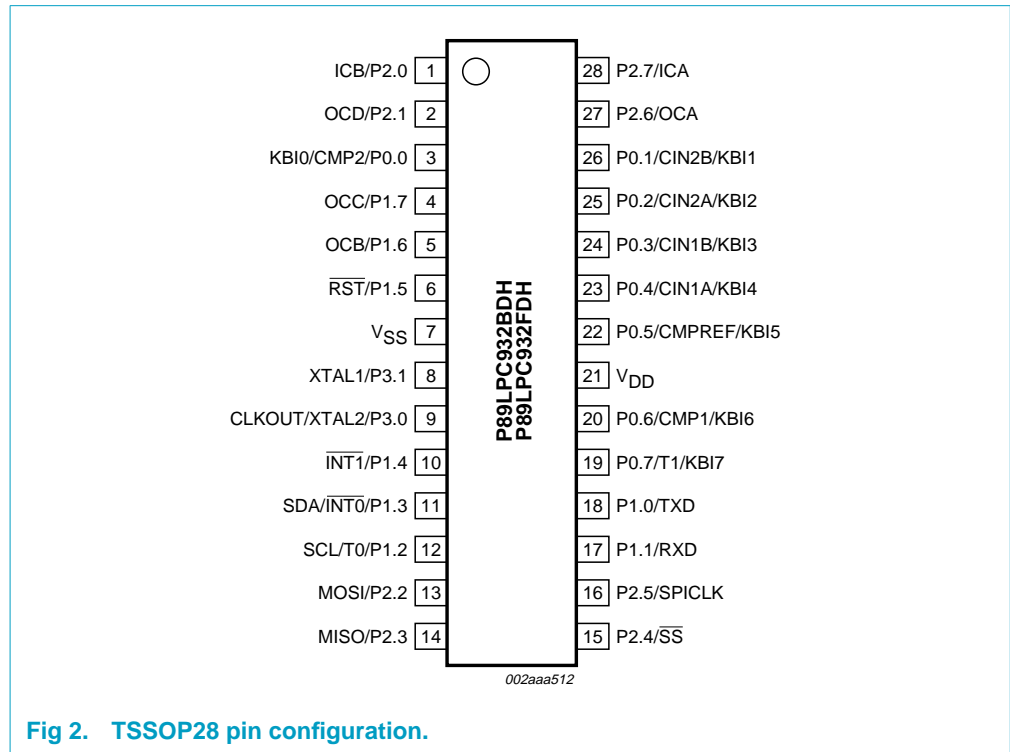 ICB/P2.0 1 28 P2.7/ICA
OCD/P2.1 2 27 P2.6/OCA
KBI0/CMP2/P0.0 3 26 P0.1/CIN2B/KBI1
OCC/P1.7 4 25 P0.2/CIN2A/KBI2
OCB/P1.6 5 24 P0.3/CIN1B/KBI3
R̅S̅T̅/P1.5 6 23 P0.4/CIN1A/KBI4
VSS 7 22 P0.5/CMPREF/KBI5
XTAL1/P3.1 8 21 VDD
CLKOUT/XTAL2/P3.0 9 20 P0.6/CMP1/KBI6
I̅N̅T̅1̅/P1.4 10 19 P0.7/T1/KBI7
SDA/I̅N̅T̅0̅/P1.3 11 18 P1.0/TXD
SCL/T0/P1.2 12 17 P1.1/RXD
MOSI/P2.2 13 16 P2.5/SPICLK
MISO/P2.3 14 15 P2.4/S̅S̅
P89LPC932BDH
P89LPC932FDH
002aaa512
Fig 2. TSSOP28 pin configuration.